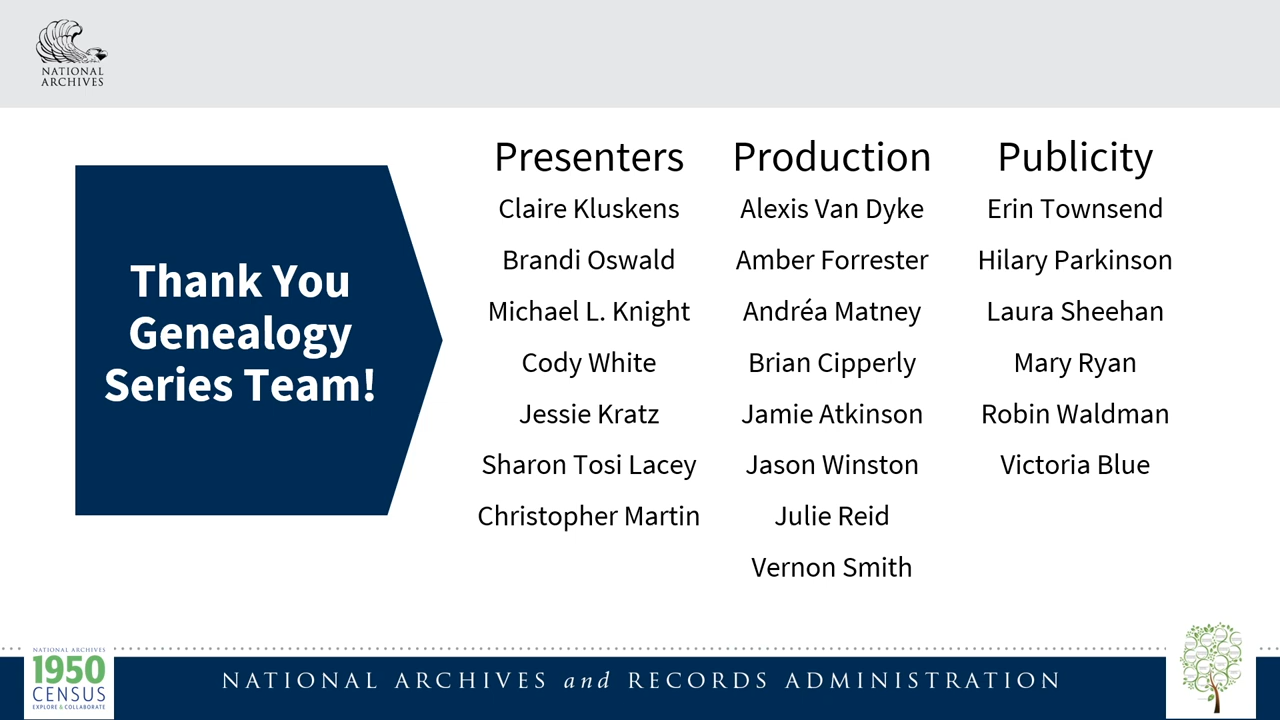 NATIONAL
ARCHIVES
Thank You
Genealogy
Series Team!
Presenters
Claire Kluskens
Brandi Oswald
Michael L. Knight
Cody White
Jessie Kratz
Sharon Tosi Lacey
Christopher Martin
Production
Alexis Van Dyke
Amber Forrester
Andréa Matney
Brian Cipperly
Jamie Atkinson
Jason Winston
Julie Reid
Vernon Smith
Publicity
Erin Townsend
Hilary Parkinson
Laura Sheehan
Mary Ryan
Robin Waldman
Victoria Blue
NATIONAL ARCHIVES
1950
CENSUS
EXPLORE & COLLABORATE
NATIONAL ARCHIVES and RECORDS ADMINISTRATION